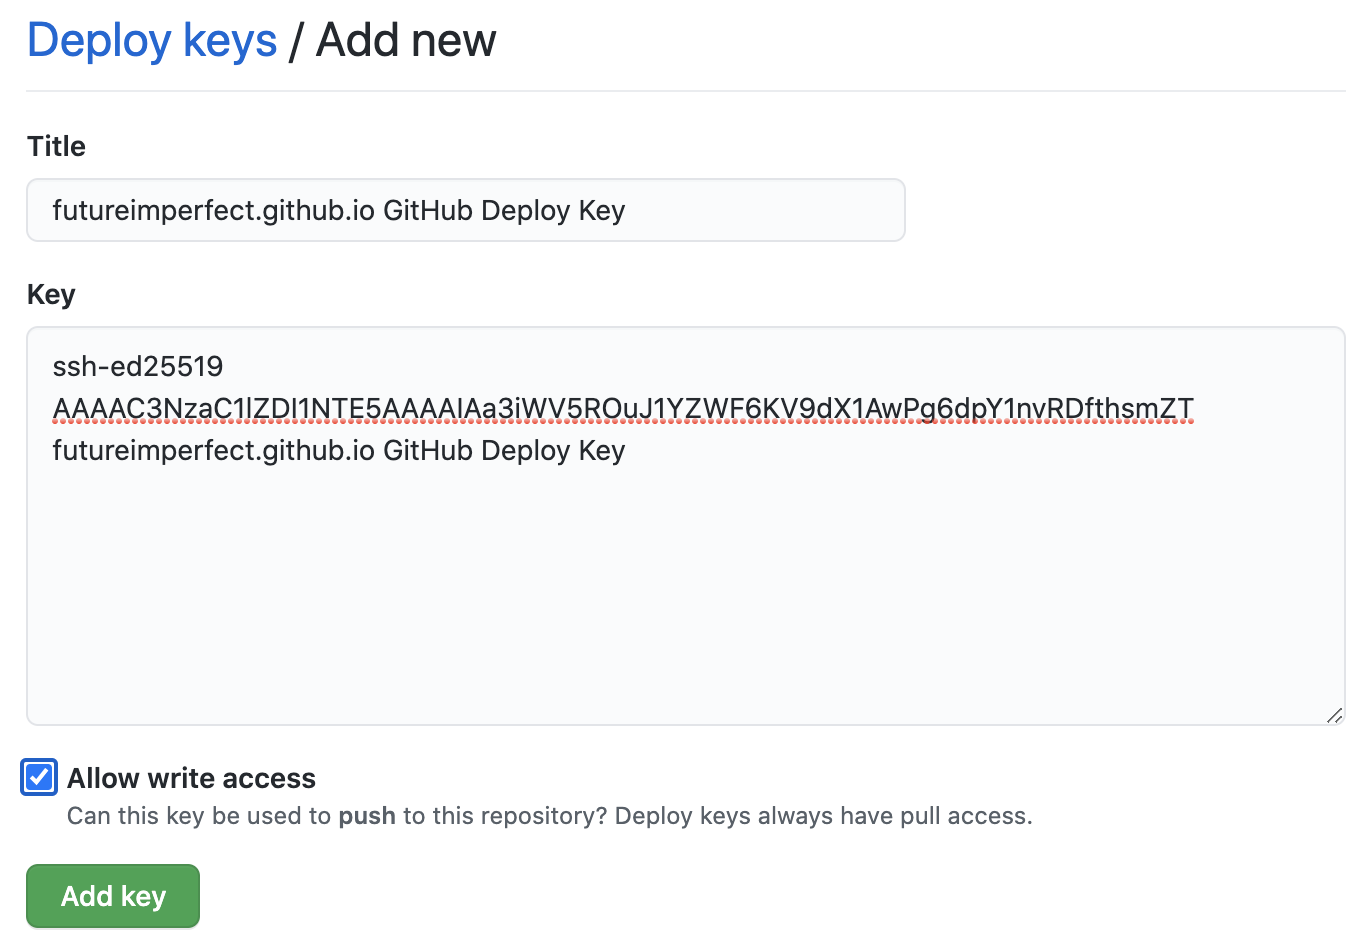 Deploy keys / Add new
Title
futureimperfect.github.io GitHub Deploy Key
Key
ssh-ed25519
AAAAC3NzaC1lZDI1NTE5AAAAIAa3iWV5ROuJ1YZWF6KV9dX1AwPg6dpY1nvRDfthsmZT
futureimperfect.github.io GitHub Deploy Key
Allow write access
Can this key be used to push to this repository? Deploy keys always have pull access.
Add key